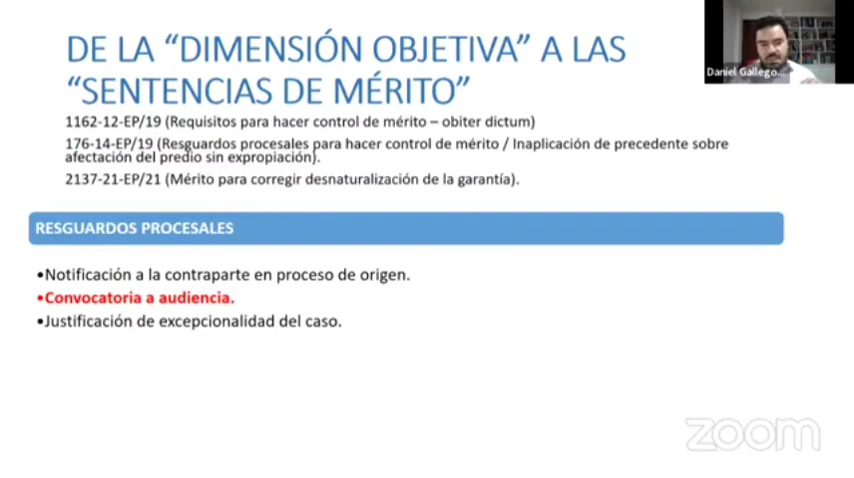 DE LA “DIMENSIÓN OBJETIVA” A LAS
“SENTENCIAS DE MÉRITO”
1162-12-EP/19 (Requisitos para hacer control de mérito – obiter dictum)
176-14-EP/19 (Resguardos procesales para hacer control de mérito / Inaplicación de precedente sobre
afectación del predio sin expropiación).
2137-21-EP/21 (Mérito para corregir desnaturalización de la garantía).
RESGUARDOS PROCESALES
•Notificación a la contraparte en proceso de origen.
•Convocatoria a audiencia.
•Justificación de excepcionalidad del caso.
Daniel Gallego...
zoom